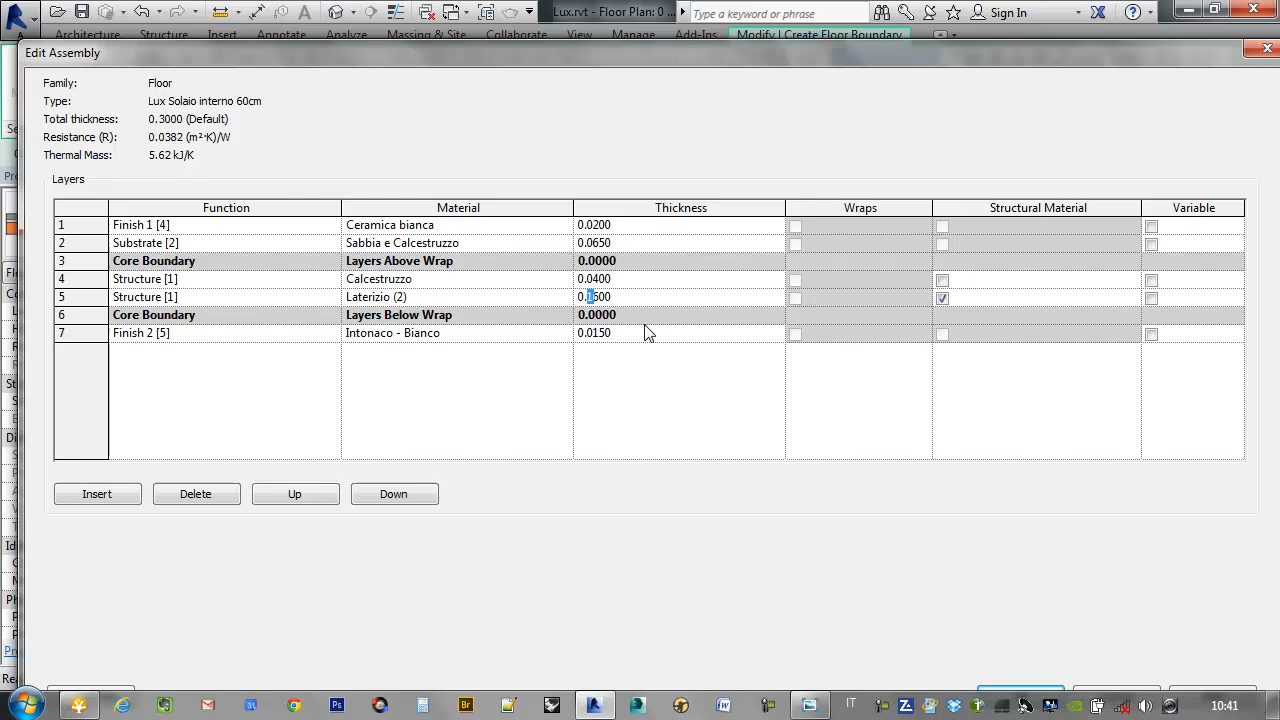 Lux.rvt - Floor Plan: 0 ...
Type a keyword or phrase
Sign In
Architecture Structure Insert Annotate Analyze Massing & Site Collaborate View Manage Add-Ins Modify | Create Floor Boundary
Edit Assembly
Family: Floor
Type: Lux Solaio interno 60cm
Total thickness: 0.3000 (Default)
Resistance (R): 0.0382 (m²·K)/W
Thermal Mass: 5.62 kJ/K
Layers
Function Material Thickness Wraps Structural Material Variable
1 Finish 1 [4] Ceramica bianca 0.0200
2 Substrate [2] Sabbia e Calcestruzzo 0.0650
3 Core Boundary Layers Above Wrap 0.0000
4 Structure [1] Calcestruzzo 0.0400
5 Structure [1] Laterizio (2) 0.1600
6 Core Boundary Layers Below Wrap 0.0000
7 Finish 2 [5] Intonaco - Bianco 0.0150
Insert Delete Up Down
IT
10:41